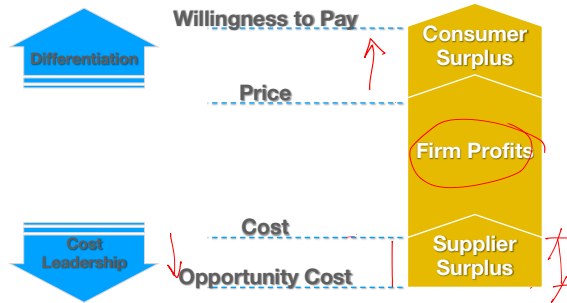 Willingness to Pay
Differentiation
Consumer
Surplus
Price
Firm Profits
Cost
Cost
Leadership
Supplier
Surplus
Opportunity Cost